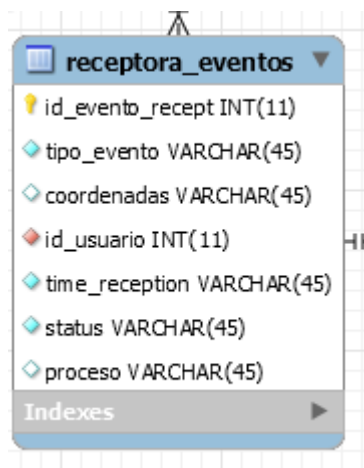 receptora_eventos
id_evento_recept INT(11)
tipo_evento VARCHAR(45)
coordenadas VARCHAR(45)
id_usuario INT(11)
time_reception VARCHAR(45)
status VARCHAR(45)
proceso VARCHAR(45)
Indexes